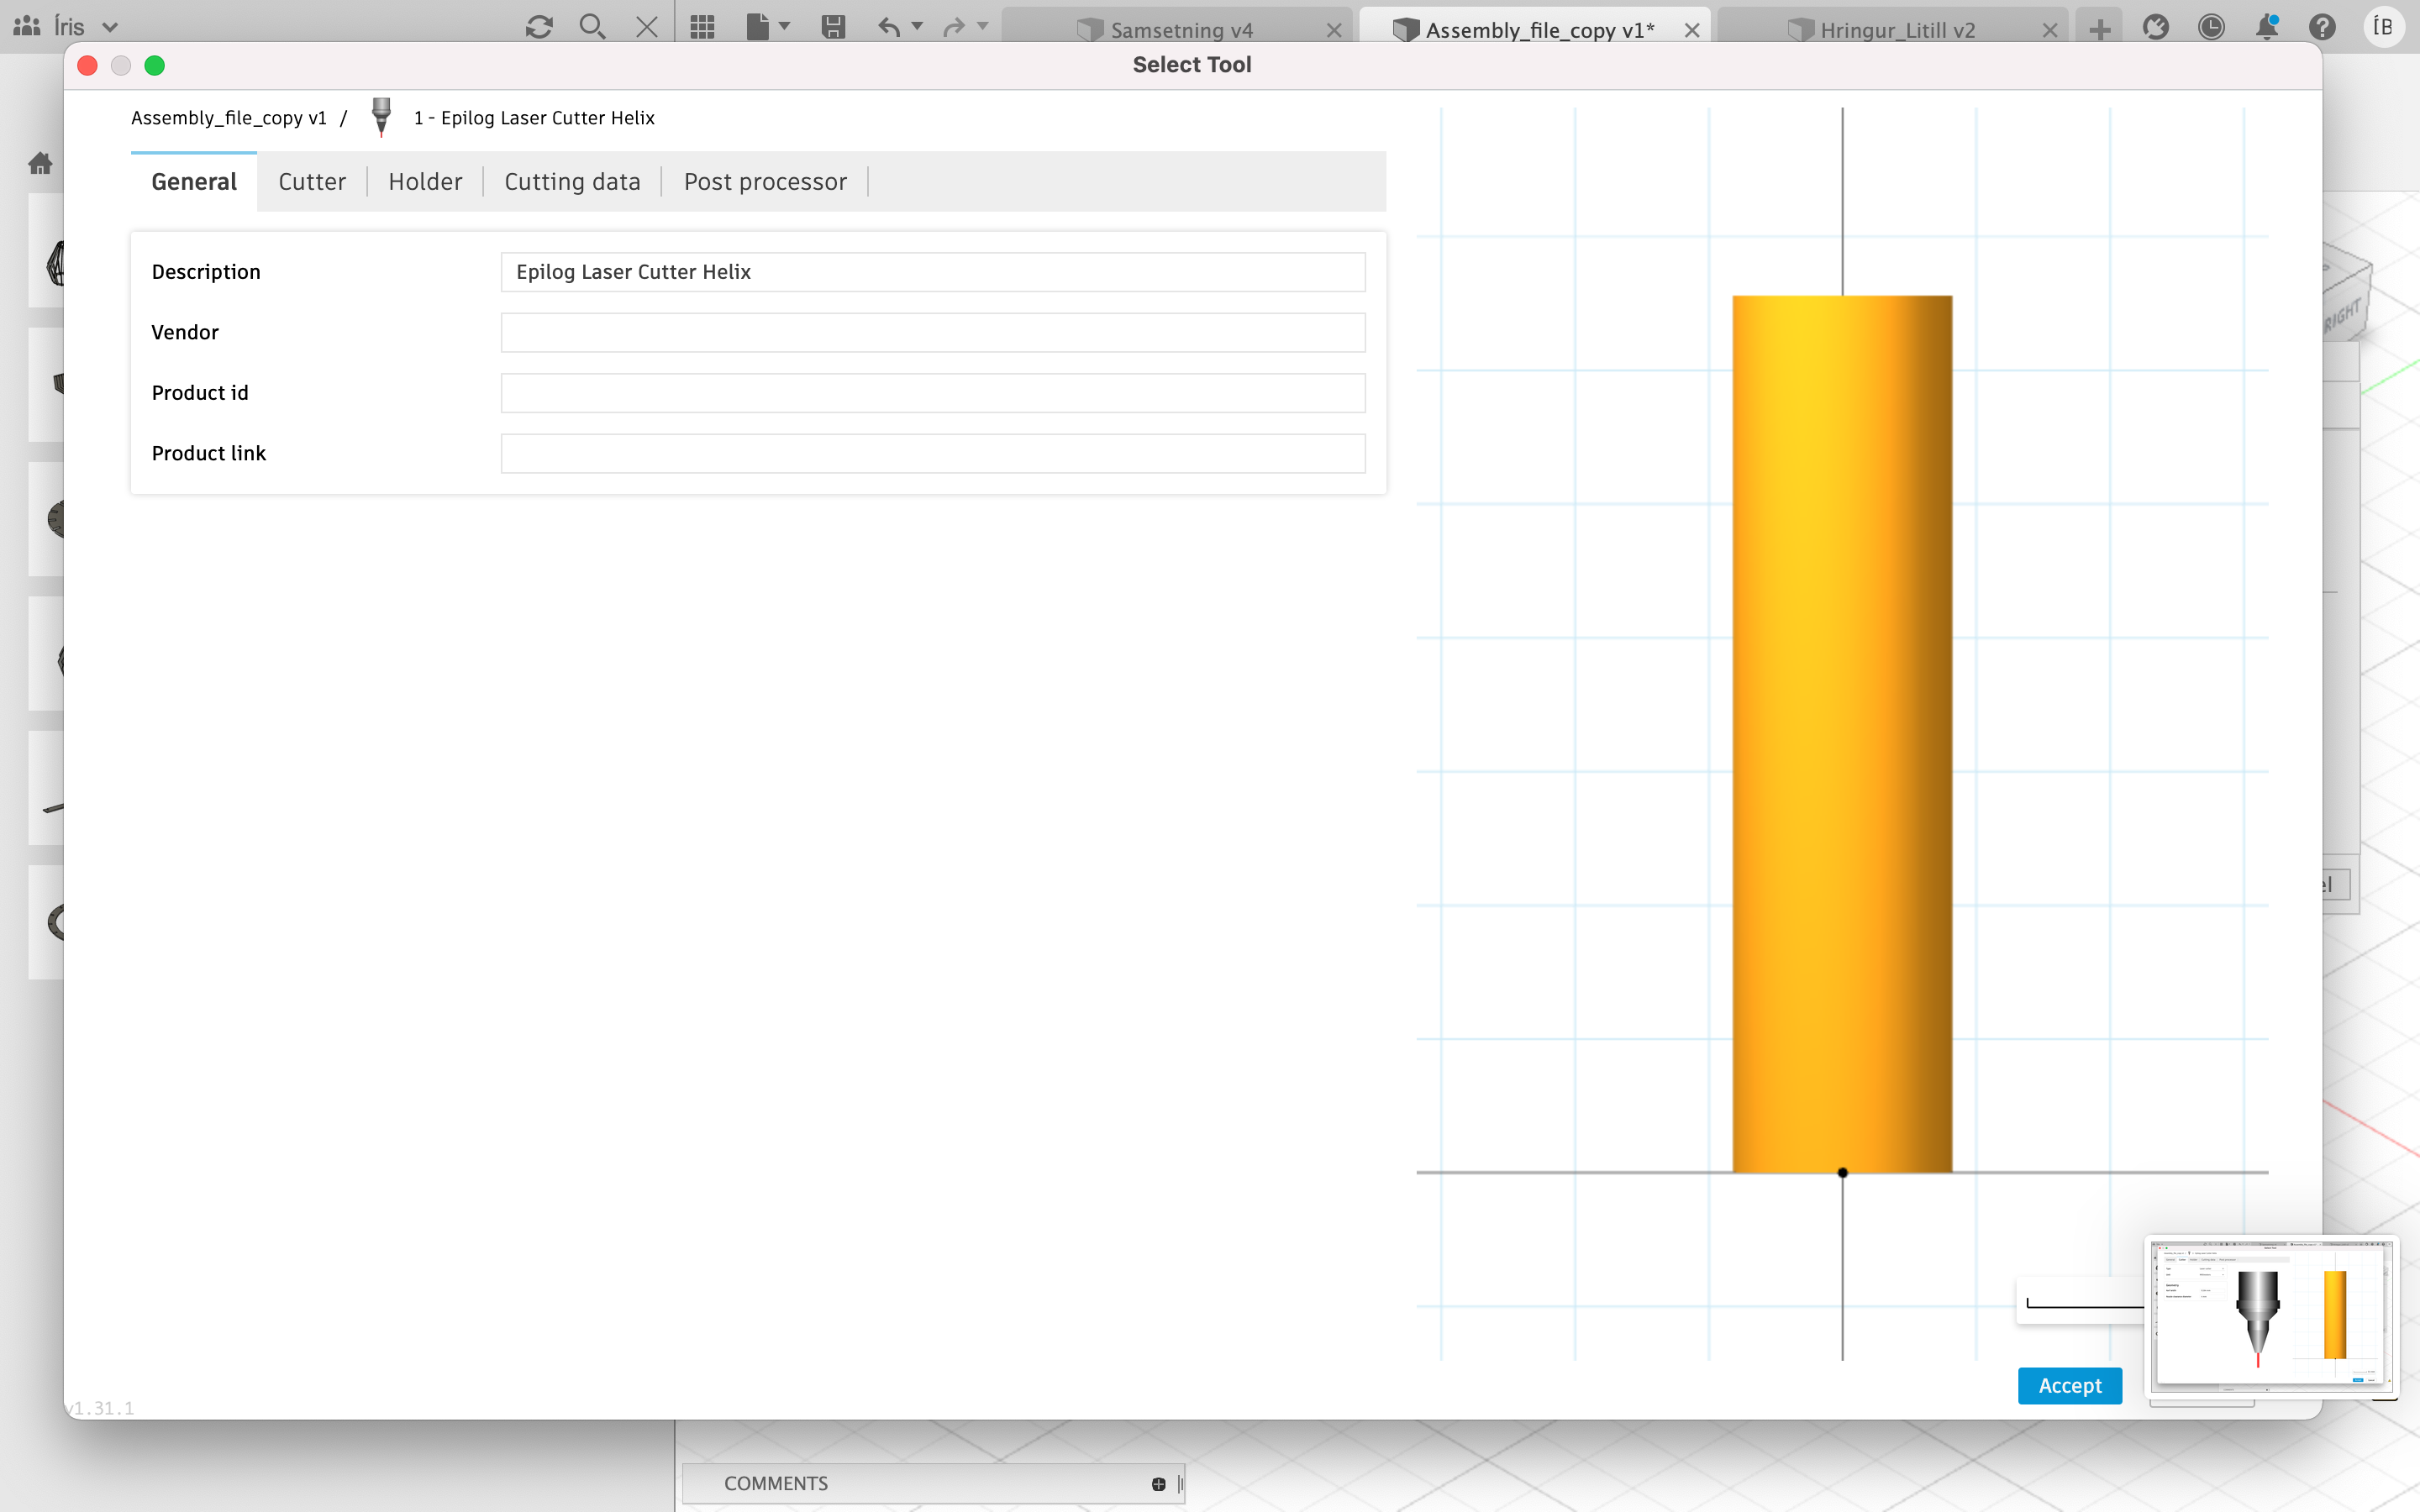 Íris
Samsetning v4
Assembly_file_copy v1*
Hringur_Litill v2
ÍB
Select Tool
Assembly_file_copy v1 / 1 - Epilog Laser Cutter Helix
General Cutter Holder Cutting data Post processor
Description Epilog Laser Cutter Helix
Vendor
Product id
Product link
RIGHT
Accept
v1.31.1
COMMENTS